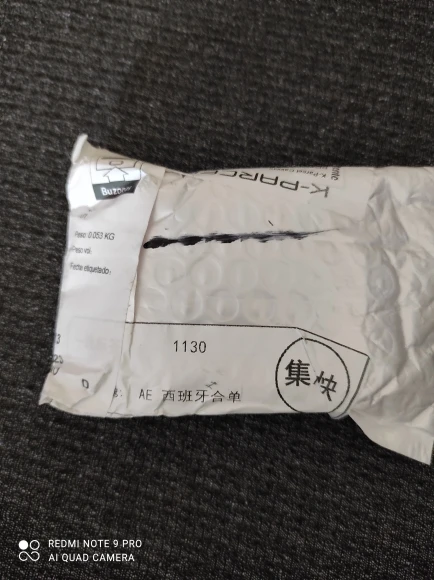 Buzón
K-PARC
Peso: 0.053 KG
Peso vol.:
Fecha etiquetado:
1130
AE 西班牙合单
集快
REDMI NOTE 9 PRO
AI QUAD CAMERA